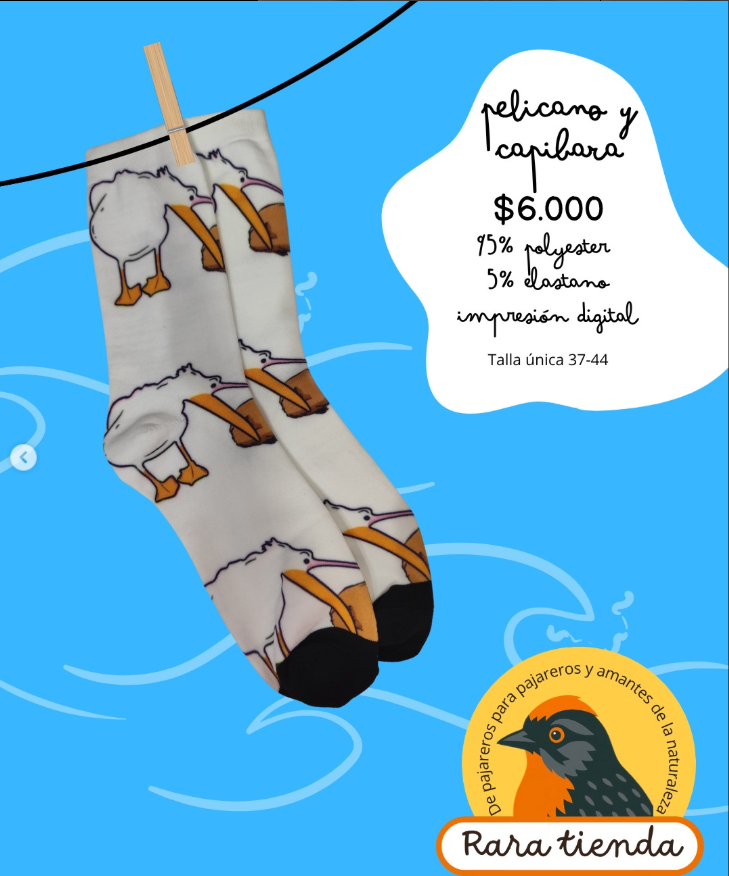 pelicano y
capibara
$6.000
95% polyester
5% elastano
impresión digital
Talla única 37-44
De pajareros para pajareros y amantes de la naturaleza
Rara tienda